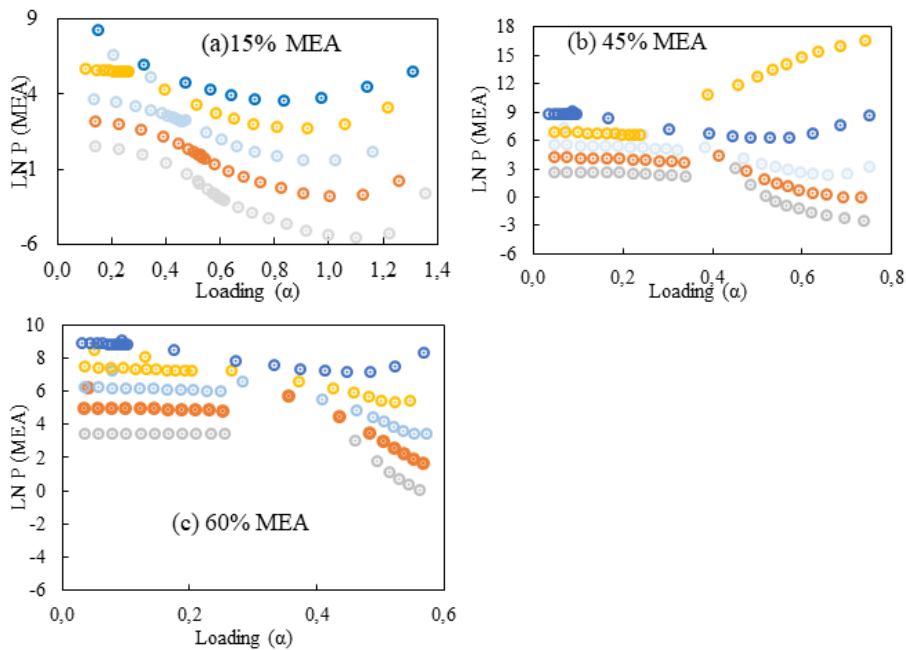 (a)15% MEA
LN P (MEA)
9
4
-1
-6
0,0 0,2 0,4 0,6 0,8 1,0 1,2 1,4
Loading (α)
(b) 45% MEA
LN P (MEA)
18
15
12
9
6
3
0
-3
-6
0,0 0,2 0,4 0,6 0,8
Loading (α)
(c) 60% MEA
LN P (MEA)
10
8
6
4
2
0
-2
-4
-6
0,0 0,2 0,4 0,6
Loading (α)